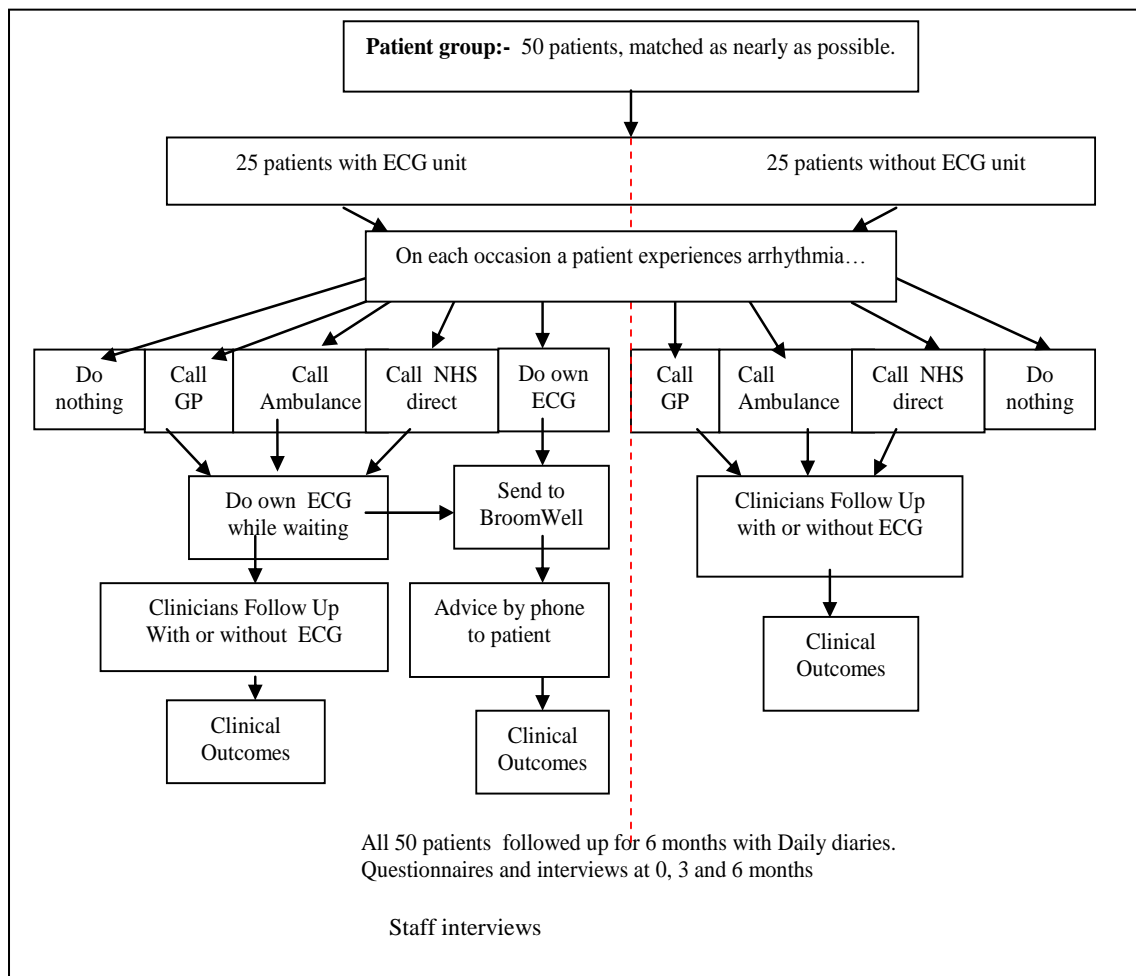 Patient group:- 50 patients, matched as nearly as possible.
25 patients with ECG unit
25 patients without ECG unit
On each occasion a patient experiences arrhythmia…
Do
nothing
Call
GP
Call
Ambulance
Call NHS
direct
Do own
ECG
Call
GP
Call
Ambulance
Call NHS
direct
Do
nothing
Do own ECG
while waiting
Send to
BroomWell
Clinicians Follow Up
with or without ECG
Clinicians Follow Up
With or without ECG
Advice by phone
to patient
Clinical
Outcomes
Clinical
Outcomes
Clinical
Outcomes
All 50 patients followed up for 6 months with Daily diaries.
Questionnaires and interviews at 0, 3 and 6 months
Staff interviews